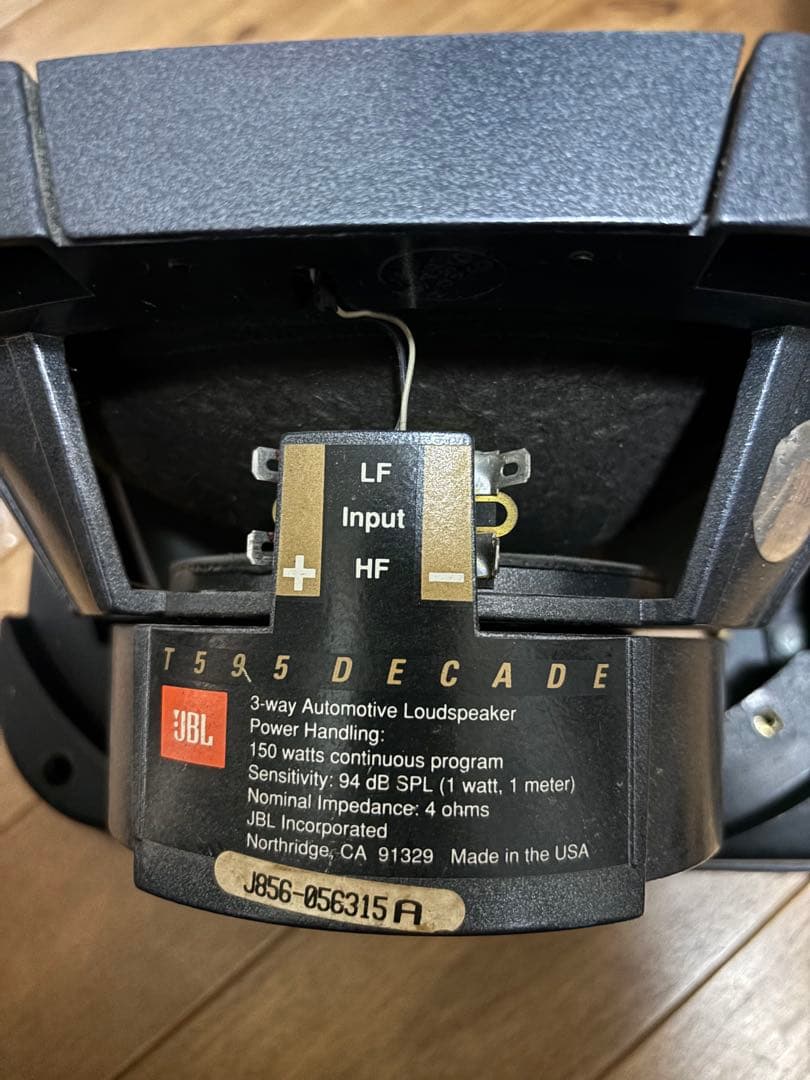 LF
Input
HF
+ −
T595 DECADE
JBL
3-way Automotive Loudspeaker
Power Handling:
150 watts continuous program
Sensitivity: 94 dB SPL (1 watt, 1 meter)
Nominal Impedance: 4 ohms
JBL Incorporated
Northridge, CA 91329 Made in the USA
J856-056315A